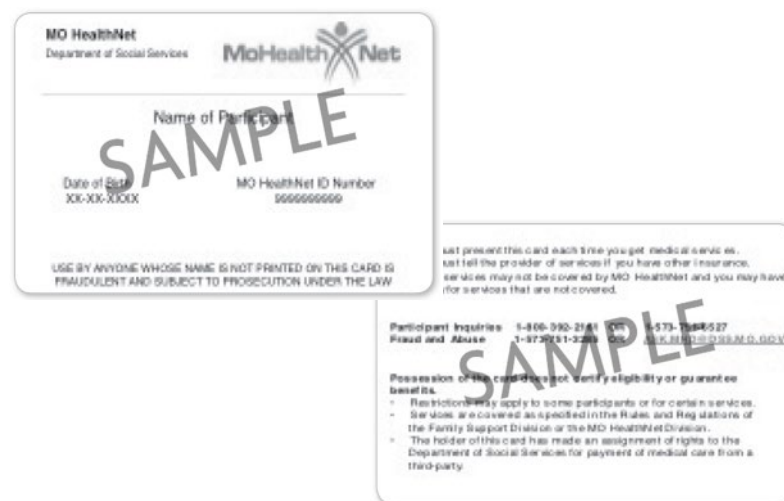 MO HealthNet
Department of Social Services
MoHealth Net
Name of Participant
SAMPLE
Date of Birth
MO HealthNet ID Number
XX-XX-XXXX
9999999999
USE BY ANYONE WHOSE NAME IS NOT PRINTED ON THIS CARD IS
FRAUDULENT AND SUBJECT TO PROSECUTION UNDER THE LAW
ust present this card each time you get medical services.
ust tell the provider of services if you have other insurance.
services may not be covered by MO HealthNet and you may have
for services that are not covered.
Participant Inquiries 1-800-392-2161 OR
Fraud and Abuse OR
SAMPLE
Possession of the card does not certify eligibility or guarantee
benefits.
- Restrictions may apply to some participants or for certain services.
- Services are covered as specified in the Rules and Regulations of
the Family Support Division or the MO HealthNet Division.
- The holder of this card has made an assignment of rights to the
Department of Social Services for payment of medical care from a
third-party